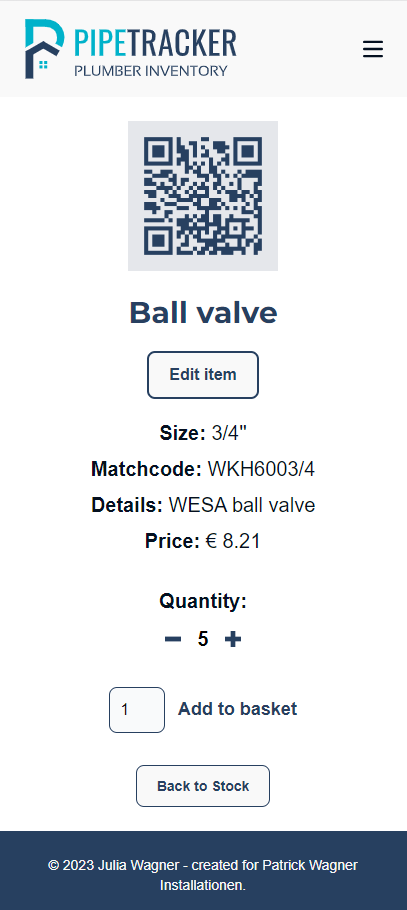 PIPETRACKER
PLUMBER INVENTORY
Ball valve
Edit item
Size: 3/4"
Matchcode: WKH6003/4
Details: WESA ball valve
Price: € 8.21
Quantity:
5
1 Add to basket
Back to Stock
© 2023 Julia Wagner - created for Patrick Wagner
Installationen.